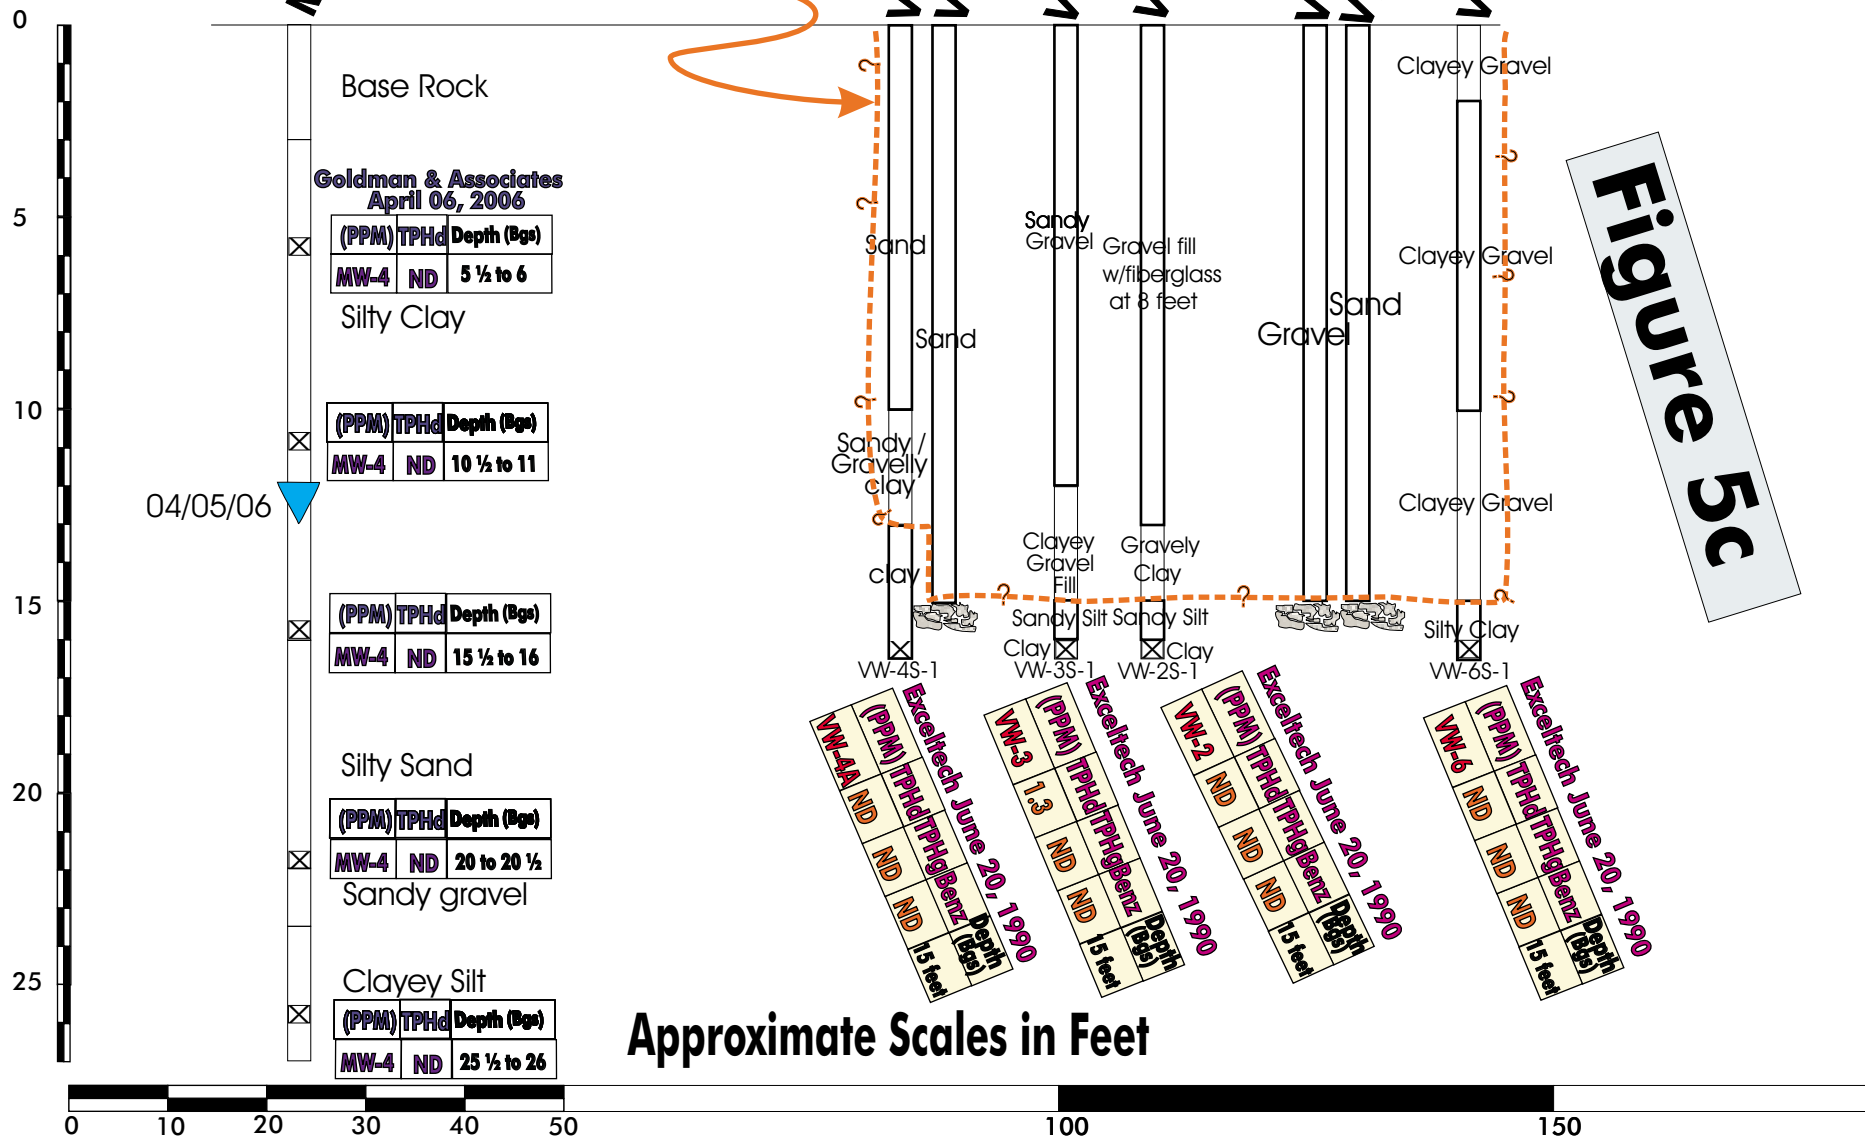 0
5
10
15
20
25
Base Rock
Goldman & Associates
April 06, 2006
(PPM) TPHd Depth (Bgs)
MW-4 ND 5 ½ to 6
Silty Clay
(PPM) TPHd Depth (Bgs)
MW-4 ND 10 ½ to 11
04/05/06
(PPM) TPHd Depth (Bgs)
MW-4 ND 15 ½ to 16
Silty Sand
(PPM) TPHd Depth (Bgs)
MW-4 ND 20 to 20 ½
Sandy gravel
Clayey Silt
(PPM) TPHd Depth (Bgs)
MW-4 ND 25 ½ to 26
?
?
?
?
Sand
Sandy /
Gravelly
clay
clay
VW-4S-1
Sand
?
Sandy
Gravel
Clayey
Gravel
Fill
Sandy Silt
Clay
VW-3S-1
Gravel fill
w/fiberglass
at 8 feet
Gravely
Clay
Sandy Silt
Clay
VW-2S-1
?
Gravel
Sand
Clayey Gravel
Clayey Gravel
Clayey Gravel
Silty Clay
VW-6S-1
?
?
?
?
Figure 5c
Exceltech June 20, 1990
(PPM) TPHd TPHg Benz Depth (Bgs)
VW-4A ND ND ND 15 feet
Exceltech June 20, 1990
(PPM) TPHd TPHg Benz Depth (Bgs)
VW-3 1.3 ND ND 15 feet
Exceltech June 20, 1990
(PPM) TPHd TPHg Benz Depth (Bgs)
VW-2 ND ND ND 15 feet
Exceltech June 20, 1990
(PPM) TPHd TPHg Benz Depth (Bgs)
VW-6 ND ND ND 15 feet
Approximate Scales in Feet
0 10 20 30 40 50 100 150